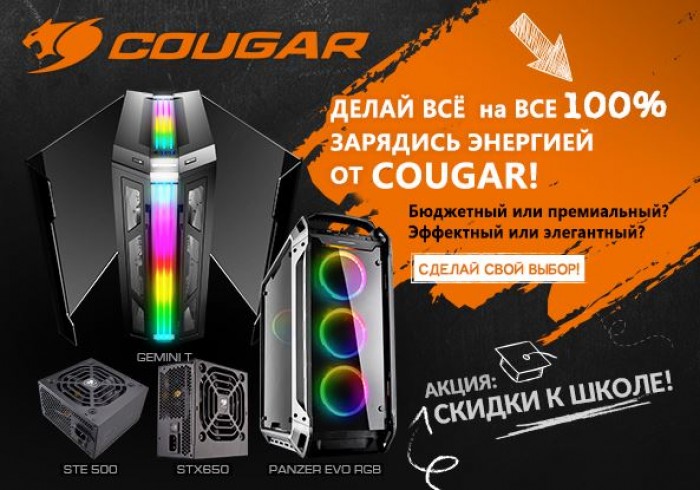 COUGAR
ДЕЛАЙ ВСЁ на ВСЕ 100%
ЗАРЯДИСЬ ЭНЕРГИЕЙ
ОТ COUGAR!
Бюджетный или премиальный?
Эффектный или элегантный?
СДЕЛАЙ СВОЙ ВЫБОР!
GEMINI T
АКЦИЯ:
СКИДКИ К ШКОЛЕ!
STE 500
STX650
PANZER EVO RGB